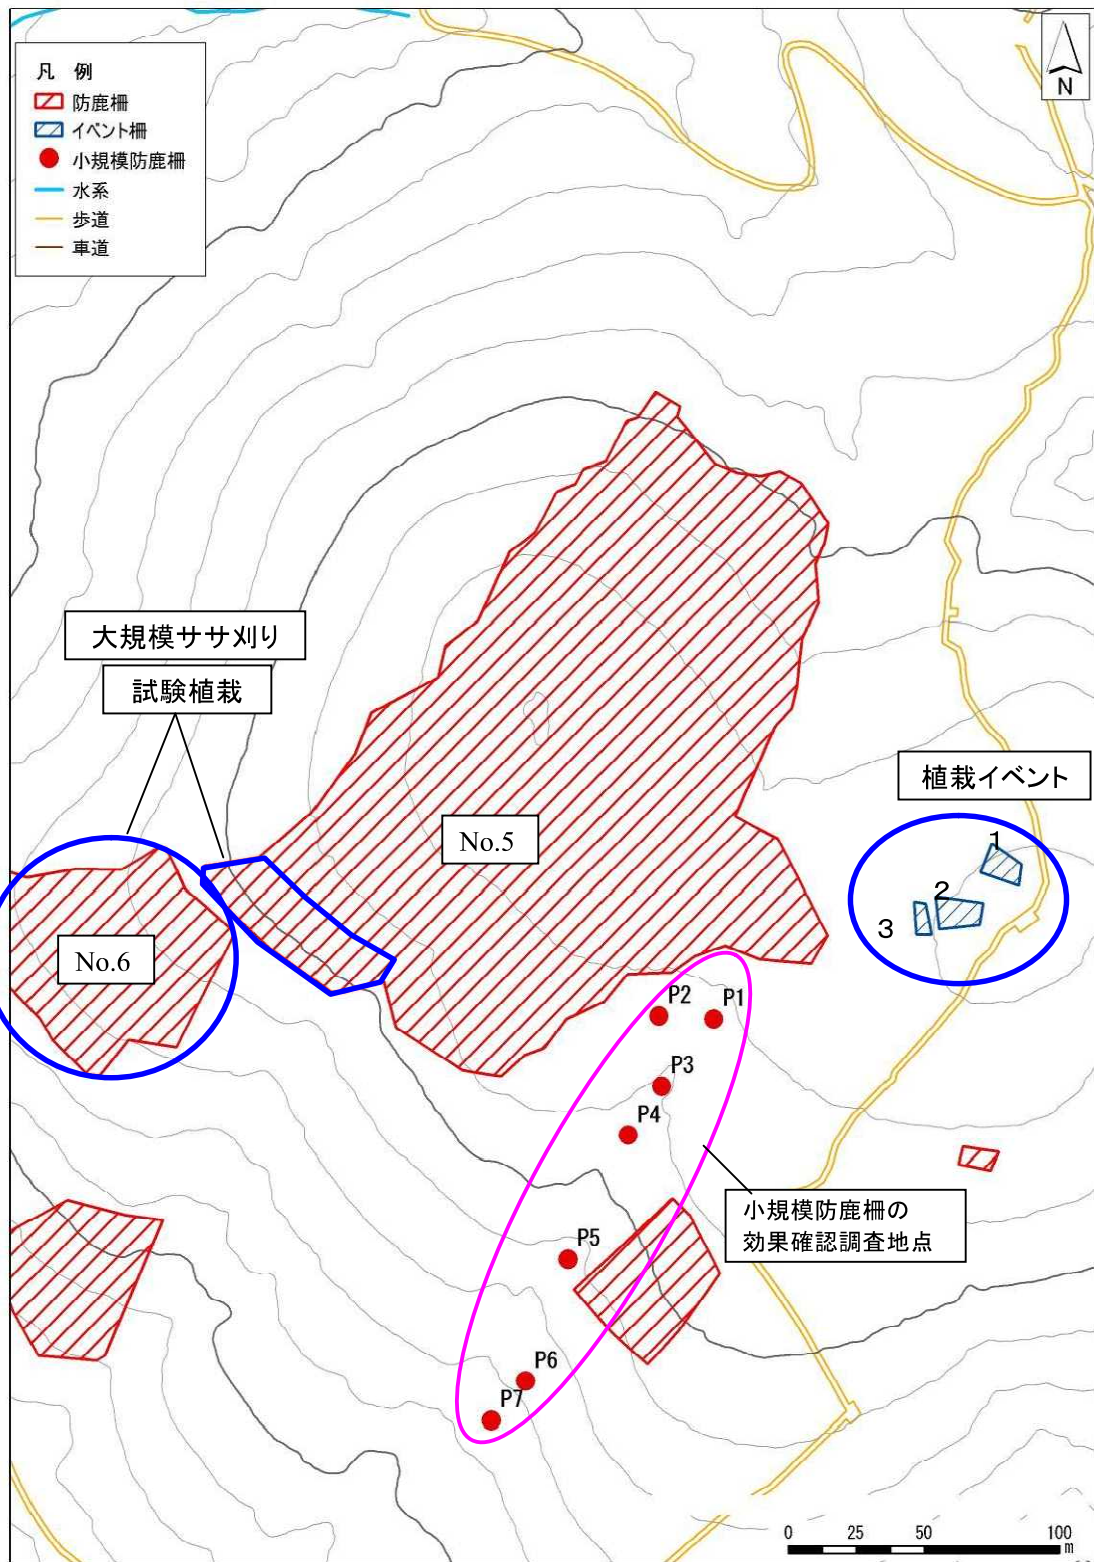 N
凡 例
防鹿柵
イベント柵
小規模防鹿柵
水系
歩道
車道
大規模ササ刈り
試験植栽
植栽イベント
No.5
1
2
3
No.6
P2
P1
P3
P4
小規模防鹿柵の
効果確認調査地点
P5
P6
P7
0 25 50 100
m